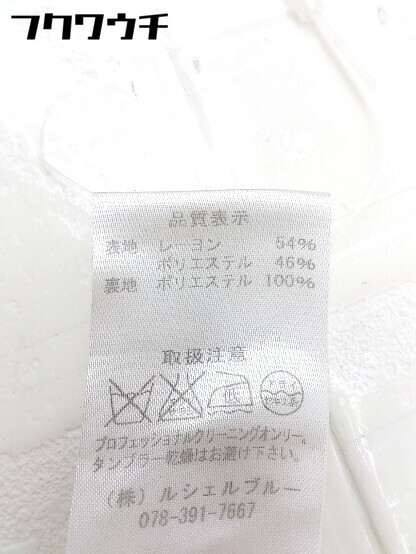 フクワウチ
品質表示
表地 レーヨン 54%
ポリエステル 46%
裏地 ポリエステル 100%
取扱注意
低 ドライ
プロフェッショナルクリーニングオンリー。
タンブラー乾燥はお避け下さい。
(株) ルシェルブルー
078-391-7667